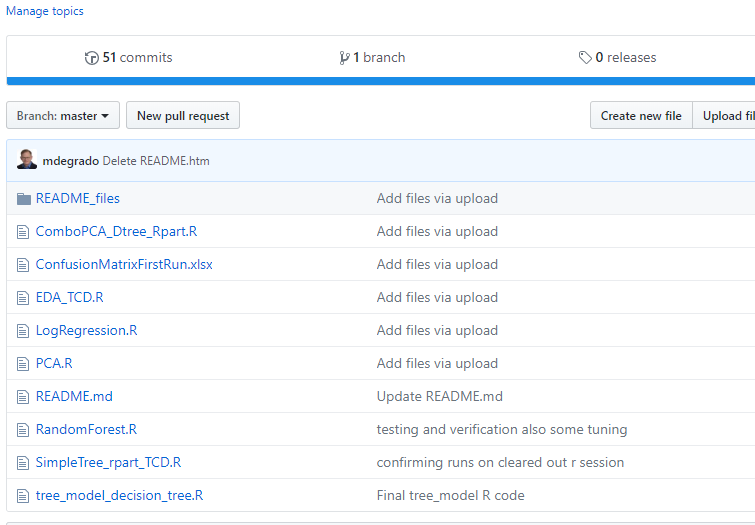 Manage topics
51 commits 1 branch 0 releases
Branch: master New pull request Create new file Upload fil
mdegrado Delete README.htm
README_files Add files via upload
ComboPCA_Dtree_Rpart.R Add files via upload
ConfusionMatrixFirstRun.xlsx Add files via upload
EDA_TCD.R Add files via upload
LogRegression.R Add files via upload
PCA.R Add files via upload
README.md Update README.md
RandomForest.R testing and verification also some tuning
SimpleTree_rpart_TCD.R confirming runs on cleared out r session
tree_model_decision_tree.R Final tree_model R code